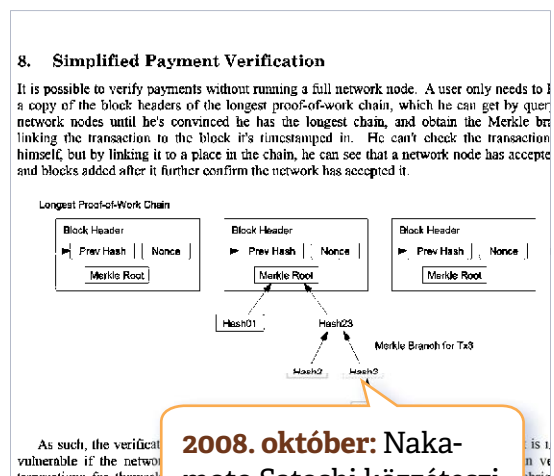 8. Simplified Payment Verification
It is possible to verify payments without running a full network node. A user only needs to
a copy of the block headers of the longest proof-of-work chain, which he can get by quer
network nodes until he's convinced he has the longest chain, and obtain the Merkle bra
linking the transaction to the block it's timestamped in. He can't check the transaction
himself, but by linking it to a place in the chain, he can see that a network node has accepte
and blocks added after it further confirm the network has accepted it.
Longest Proof-of-Work Chain
Block Header Block Header Block Header
Prev Hash Nonce Prev Hash Nonce Prev Hash Nonce
Merkle Root Merkle Root Merkle Root
Hash01 Hash23
Merkle Branch for Tx3
Hash2 Hash3
As such, the verificat
vulnerable if the networ
2008. október: Naka-